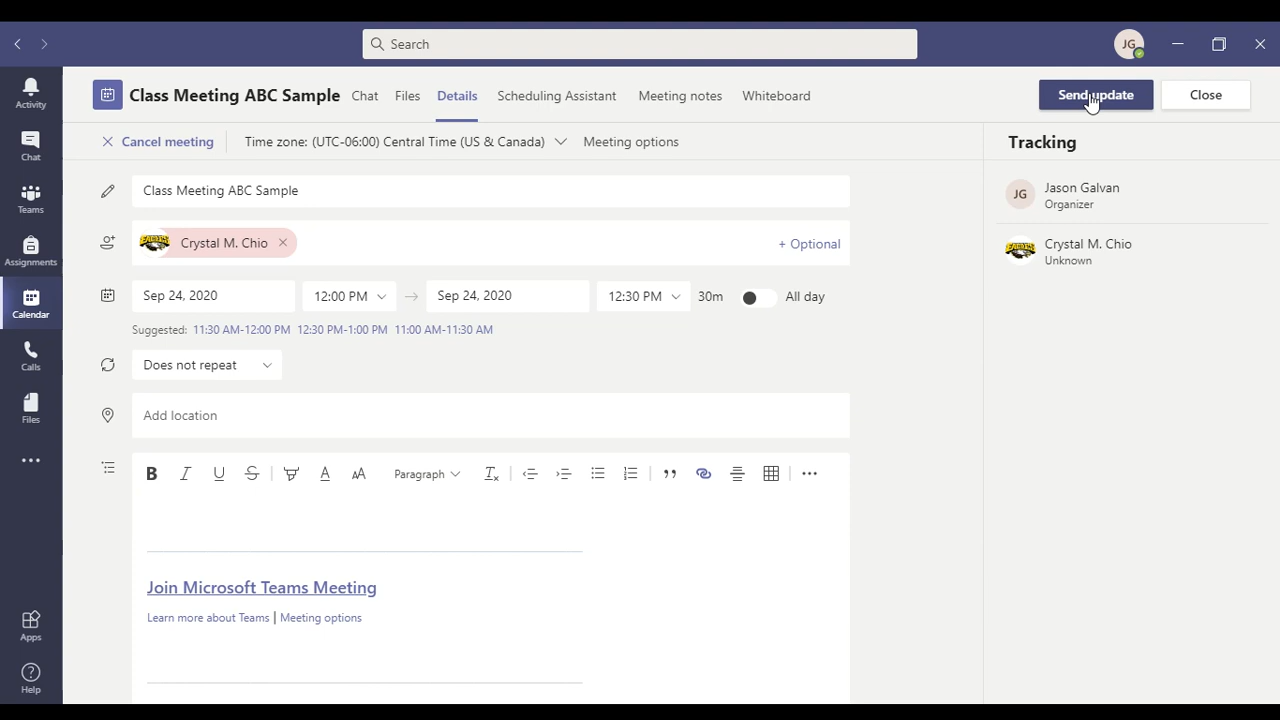 Search
JG
Class Meeting ABC Sample Chat Files Details Scheduling Assistant Meeting notes Whiteboard
Send update Close
Activity
Chat
Teams
Assignments
Calendar
Calls
Files
Apps
Help
Cancel meeting Time zone: (UTC-06:00) Central Time (US & Canada) Meeting options
Class Meeting ABC Sample
Crystal M. Chio + Optional
Sep 24, 2020 12:00 PM Sep 24, 2020 12:30 PM 30m All day
Suggested: 11:30 AM-12:00 PM 12:30 PM-1:00 PM 11:00 AM-11:30 AM
Does not repeat
Add location
Paragraph
Join Microsoft Teams Meeting
Learn more about Teams | Meeting options
Tracking
JG Jason Galvan
Organizer
Crystal M. Chio
Unknown